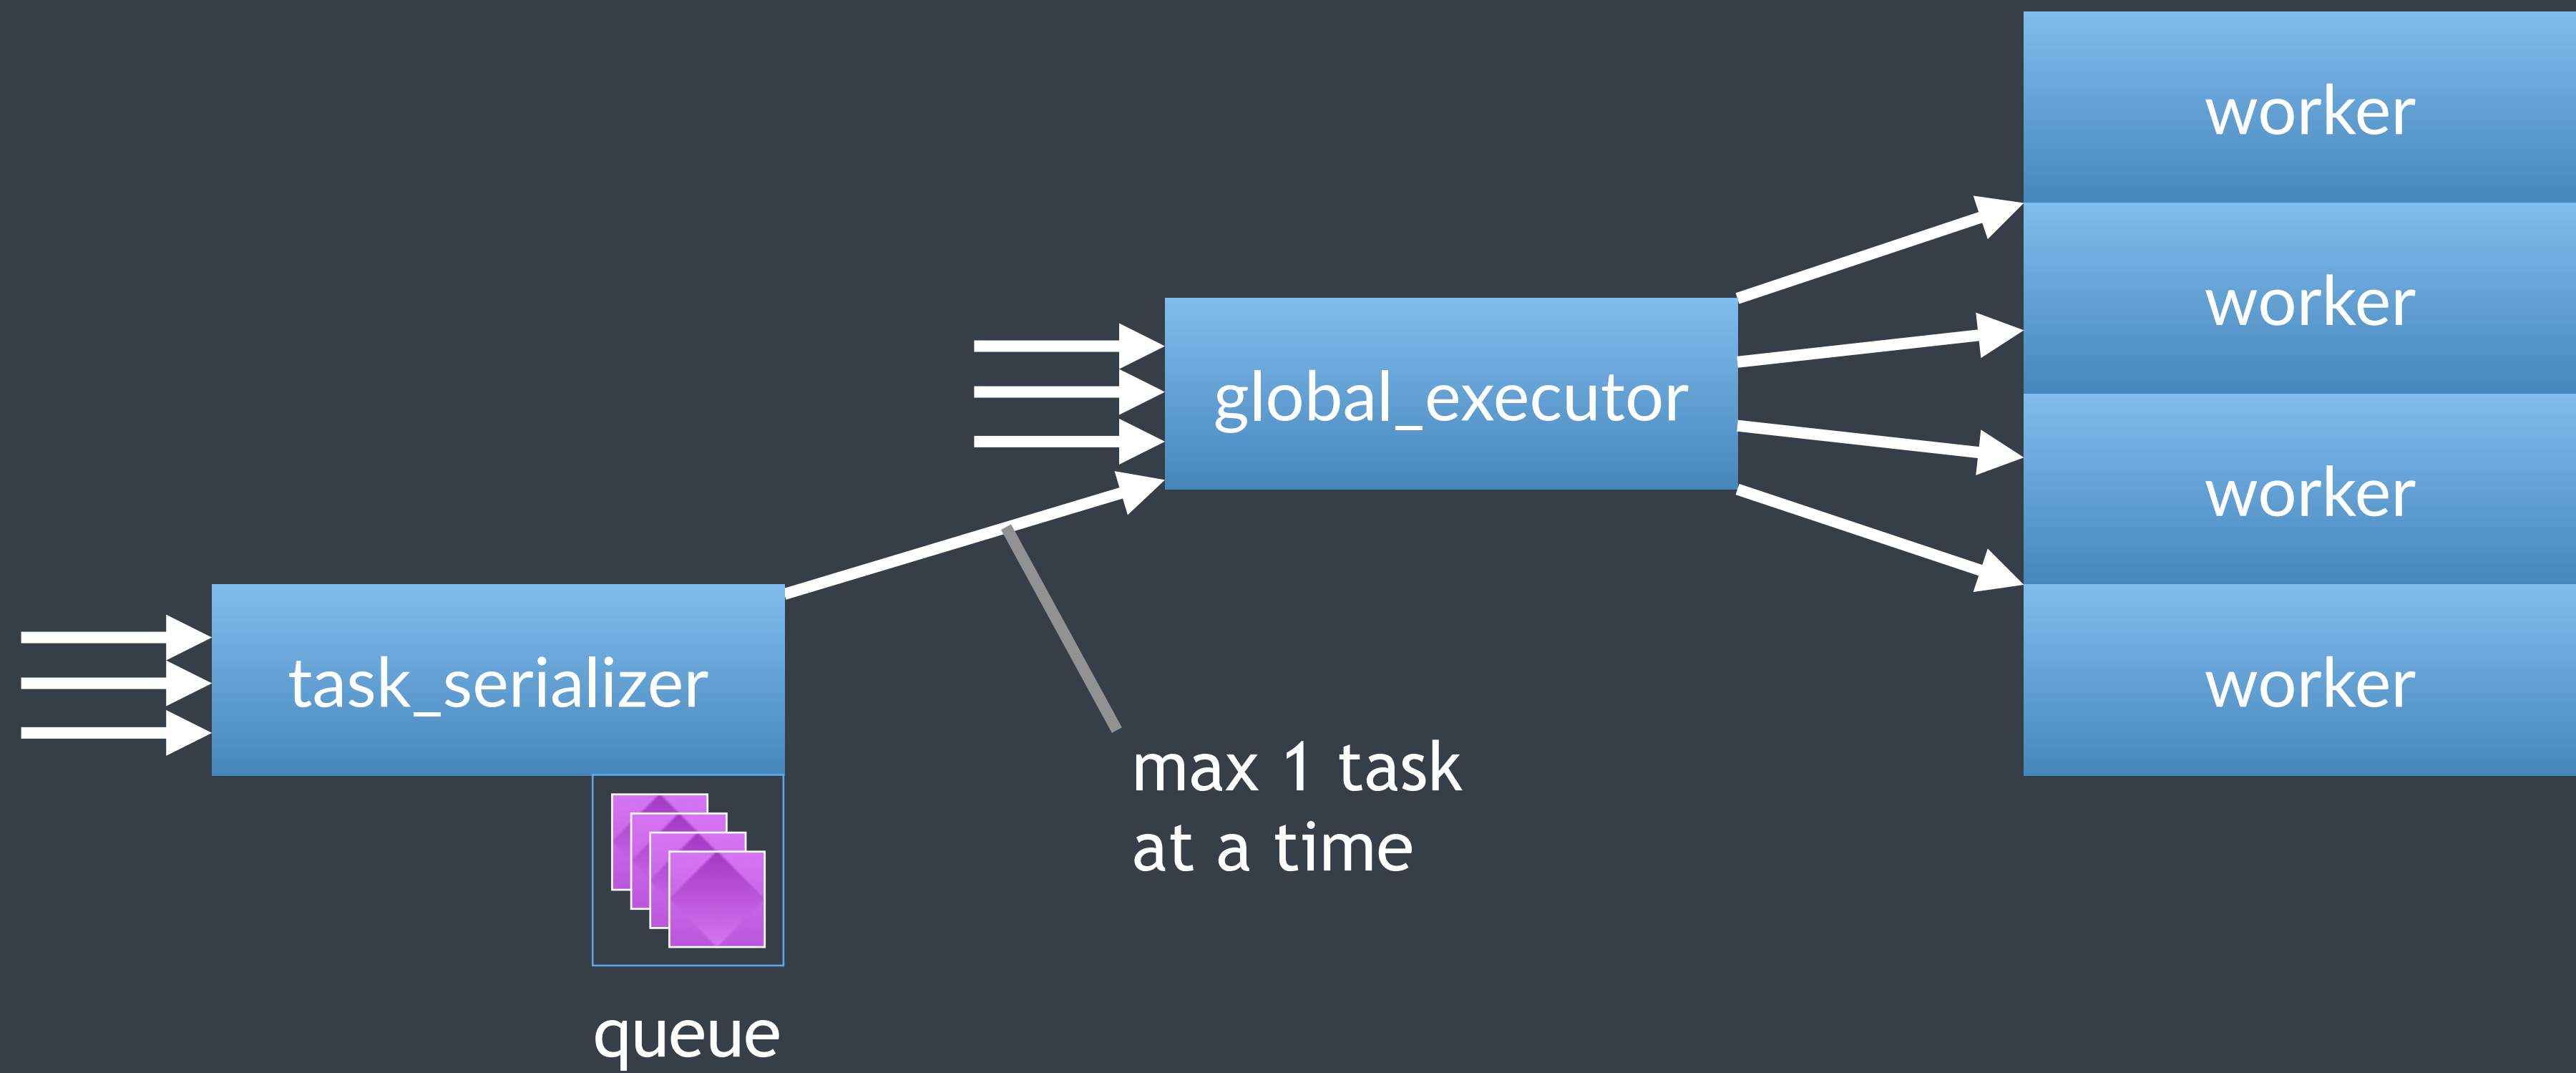 worker
worker
global_executor
worker
task_serializer
worker
max 1 task
at a time
queue